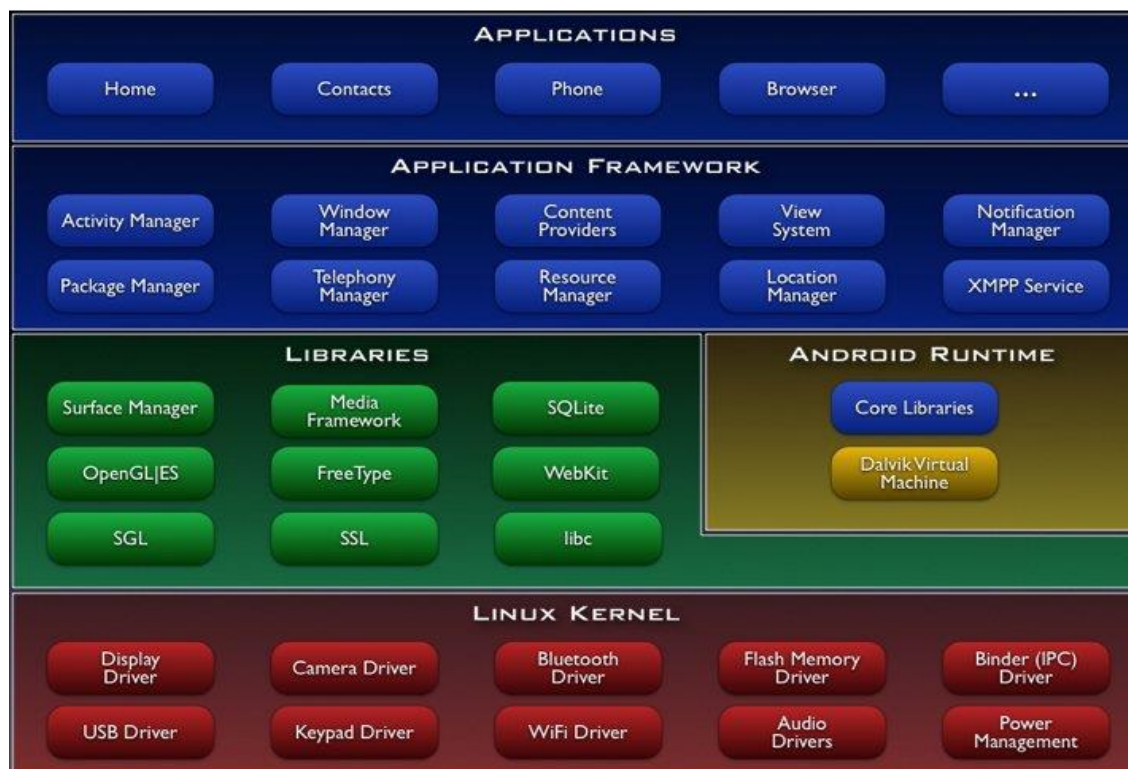 APPLICATIONS
Home
Contacts
Phone
Browser
...
APPLICATION FRAMEWORK
Activity Manager
Window
Manager
Content
Providers
View
System
Notification
Manager
Package Manager
Telephony
Manager
Resource
Manager
Location
Manager
XMPP Service
LIBRARIES
Surface Manager
Media
Framework
SQLite
OpenGL|ES
FreeType
WebKit
SGL
SSL
libc
ANDROID RUNTIME
Core Libraries
Dalvik Virtual
Machine
LINUX KERNEL
Display
Driver
Camera Driver
Bluetooth
Driver
Flash Memory
Driver
Binder (IPC)
Driver
USB Driver
Keypad Driver
WiFi Driver
Audio
Drivers
Power
Management